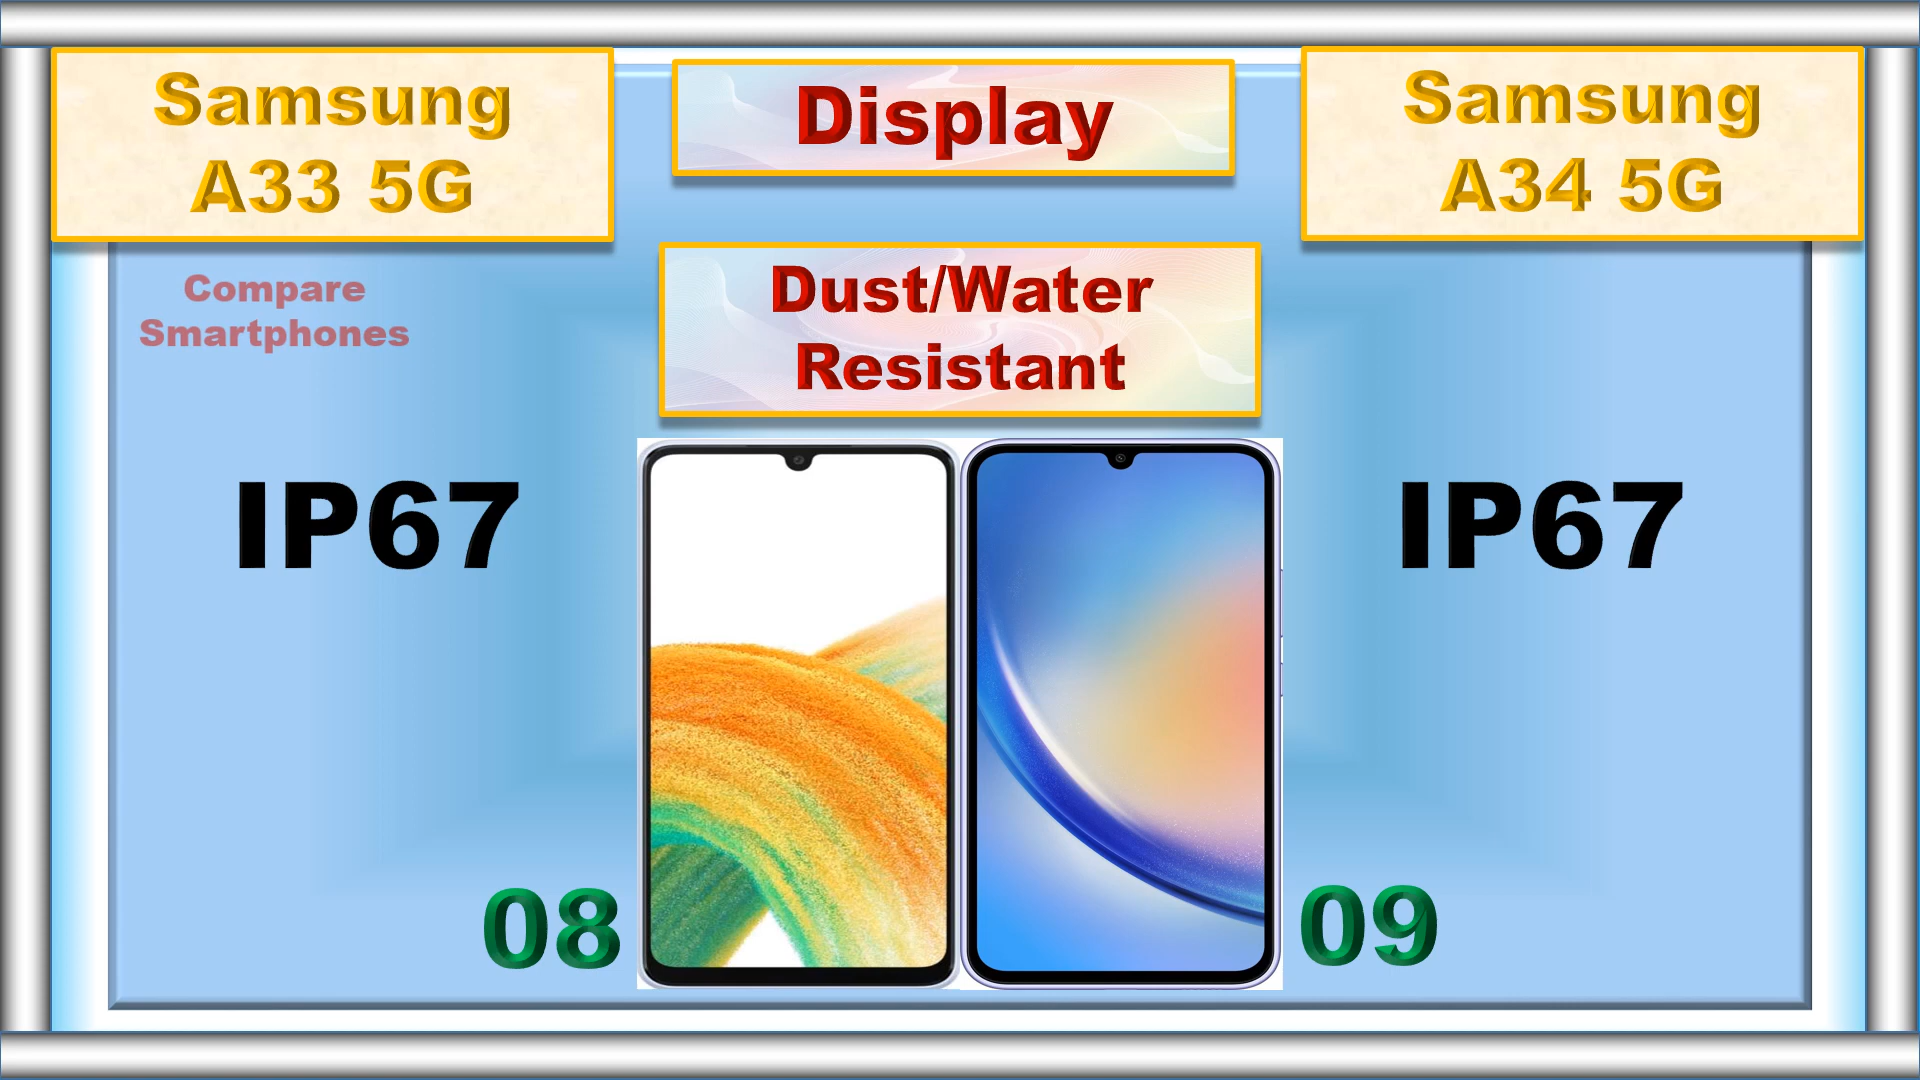 Samsung
A33 5G
Display
Samsung
A34 5G
Compare
Smartphones
Dust/Water
Resistant
IP67
IP67
08
09